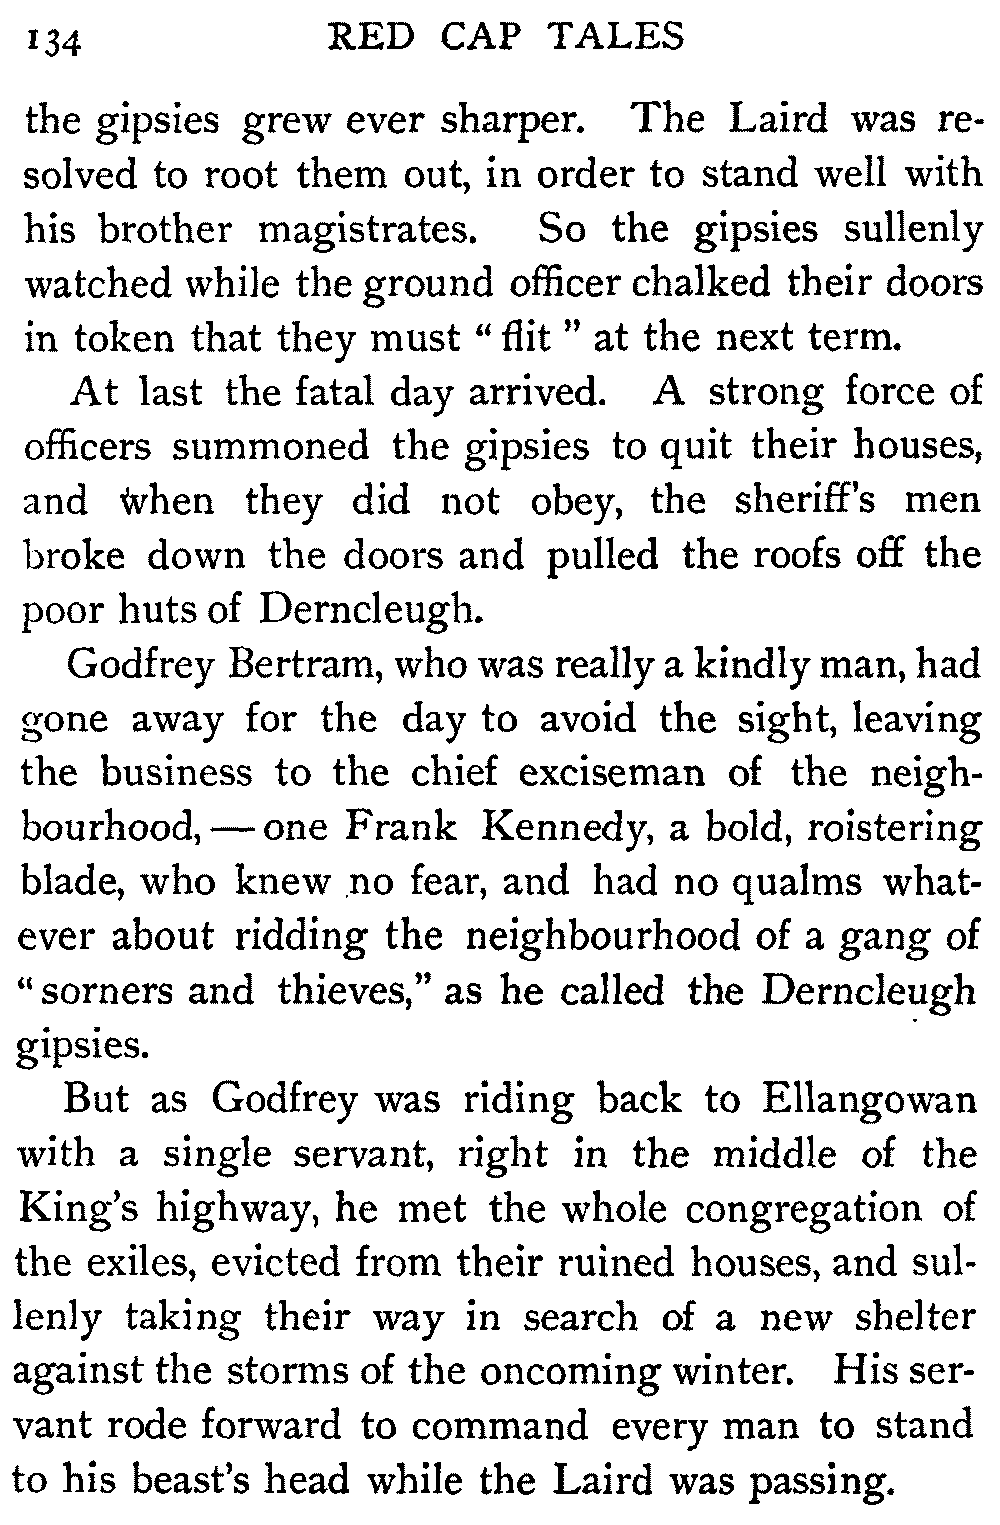 134 RED CAP TALES
the gipsies grew ever sharper. The Laird was re-
solved to root them out, in order to stand well with
his brother magistrates. So the gipsies sullenly
watched while the ground officer chalked their doors
in token that they must “ flit ” at the next term.
At last the fatal day arrived. A strong force of
officers summoned the gipsies to quit their houses,
and when they did not obey, the sheriff's men
broke down the doors and pulled the roofs off the
poor huts of Derncleugh.
Godfrey Bertram, who was really a kindly man, had
gone away for the day to avoid the sight, leaving
the business to the chief exciseman of the neigh-
bourhood, — one Frank Kennedy, a bold, roistering
blade, who knew no fear, and had no qualms what-
ever about ridding the neighbourhood of a gang of
“ sorners and thieves,” as he called the Derncleugh
gipsies.
But as Godfrey was riding back to Ellangowan
with a single servant, right in the middle of the
King's highway, he met the whole congregation of
the exiles, evicted from their ruined houses, and sul-
lenly taking their way in search of a new shelter
against the storms of the oncoming winter. His ser-
vant rode forward to command every man to stand
to his beast's head while the Laird was passing.